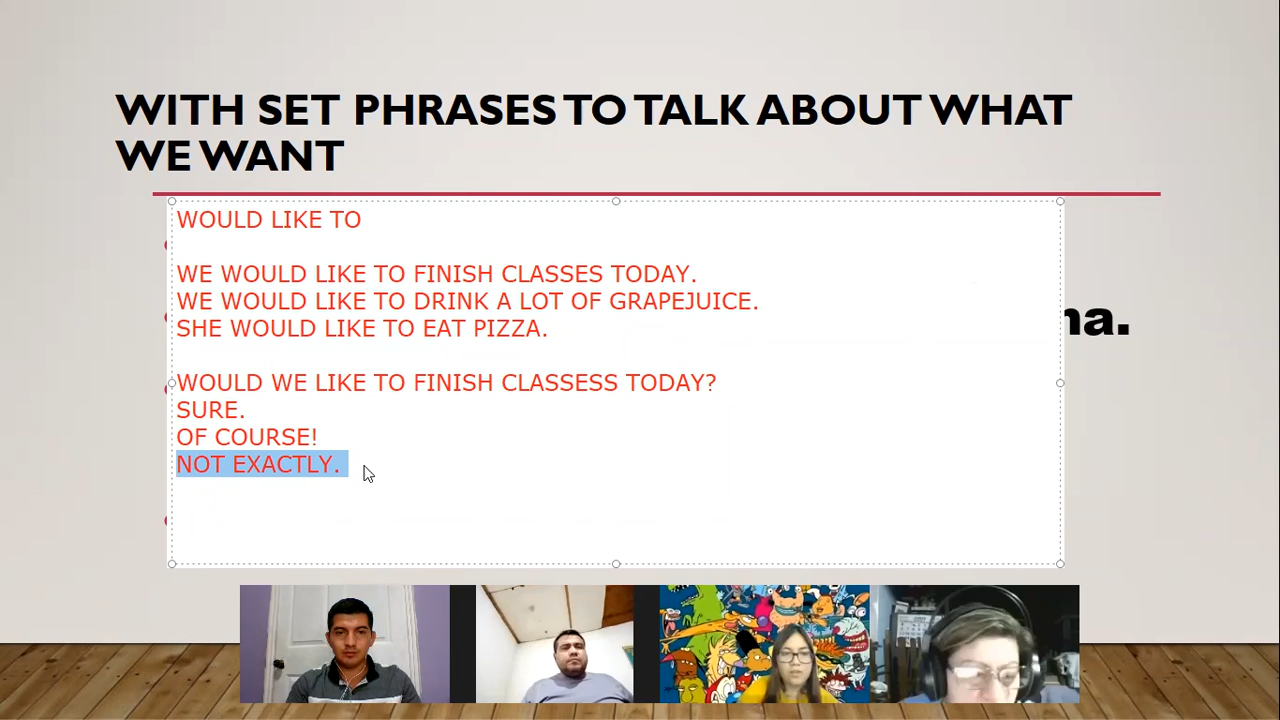 WITH SET PHRASES TO TALK ABOUT WHAT
WE WANT
WOULD LIKE TO
WE WOULD LIKE TO FINISH CLASSES TODAY.
WE WOULD LIKE TO DRINK A LOT OF GRAPEJUICE.
SHE WOULD LIKE TO EAT PIZZA.
na.
WOULD WE LIKE TO FINISH CLASSESS TODAY?
SURE.
OF COURSE!
NOT EXACTLY.